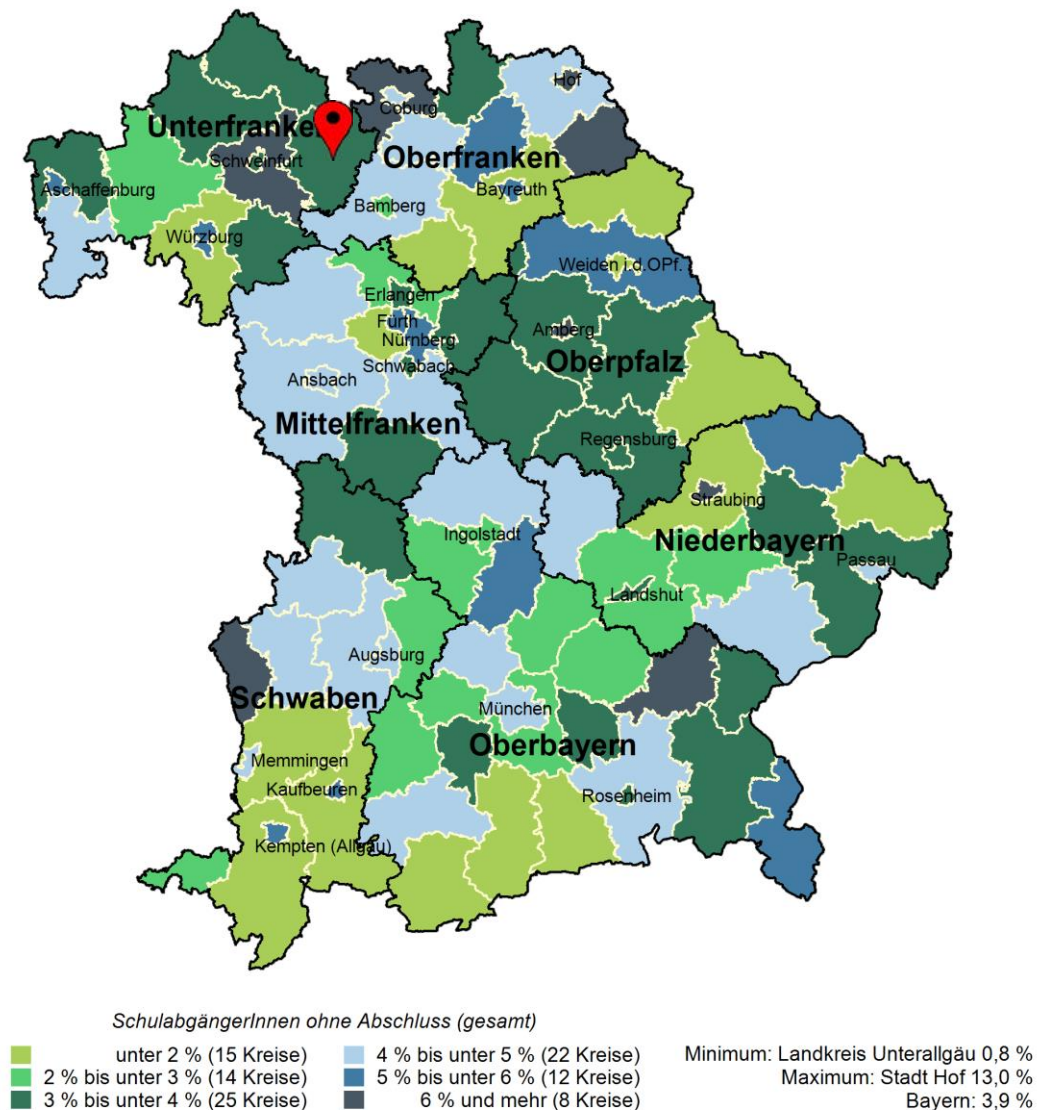 Hof
Coburg
Unterfranken
Schweinfurt
Oberfranken
Aschaffenburg
Bayreuth
Bamberg
Würzburg
Weiden i.d.OPf.
Erlangen
Fürth
Nürnberg
Amberg
Oberpfalz
Schwabach
Ansbach
Mittelfranken
Regensburg
Straubing
Ingolstadt
Niederbayern
Passau
Landshut
Augsburg
Schwaben
München
Oberbayern
Memmingen
Kaufbeuren
Rosenheim
Kempten (Allgäu)
SchulabgängerInnen ohne Abschluss (gesamt)
unter 2 % (15 Kreise)
2 % bis unter 3 % (14 Kreise)
3 % bis unter 4 % (25 Kreise)
4 % bis unter 5 % (22 Kreise)
5 % bis unter 6 % (12 Kreise)
6 % und mehr (8 Kreise)
Minimum: Landkreis Unterallgäu 0,8 %
Maximum: Stadt Hof 13,0 %
Bayern: 3,9 %